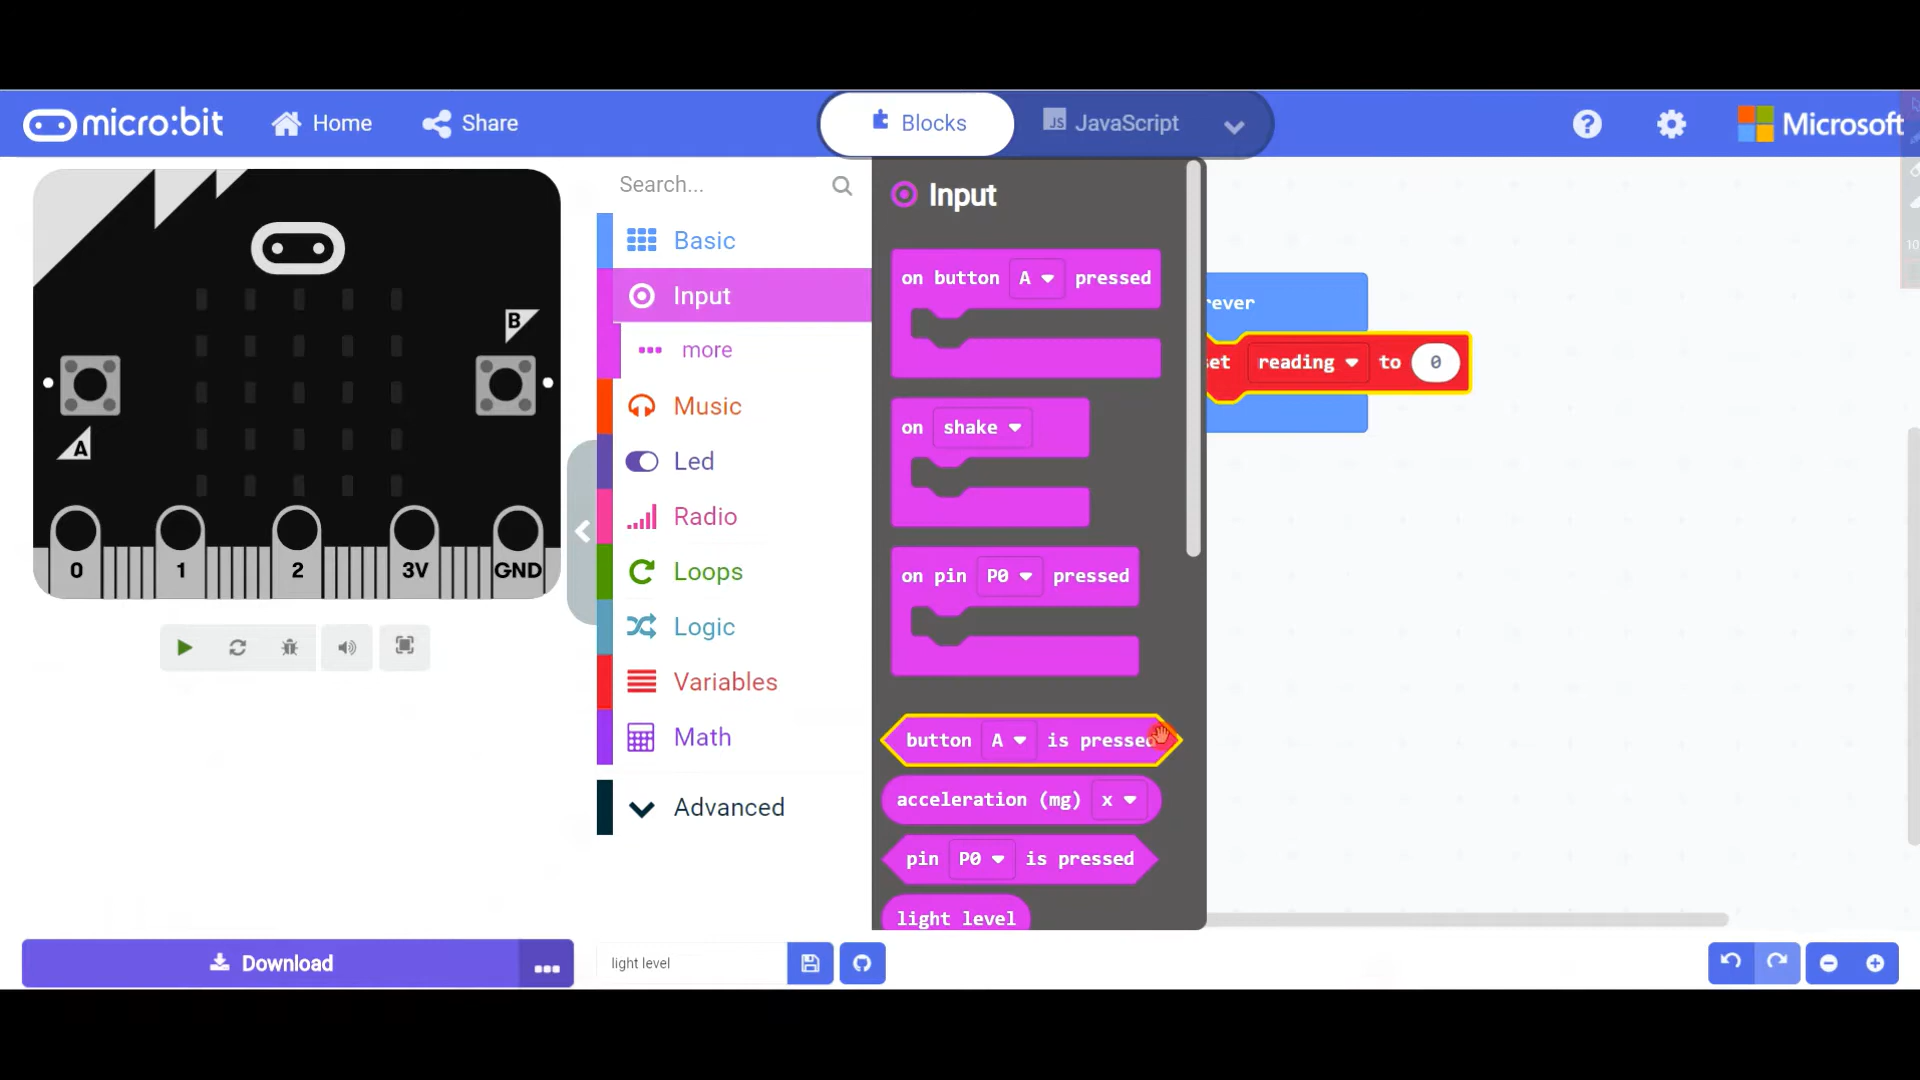 micro:bit Home Share Blocks JavaScript Microsoft
Search...
Basic
Input
more
Music
Led
Radio
Loops
Logic
Variables
Math
Advanced
Input
on button A pressed
on shake
on pin P0 pressed
button A is pressed
acceleration (mg) x
pin P0 is pressed
light level
rever
set reading to 0
B
A
0 1 2 3V GND
Download
light level